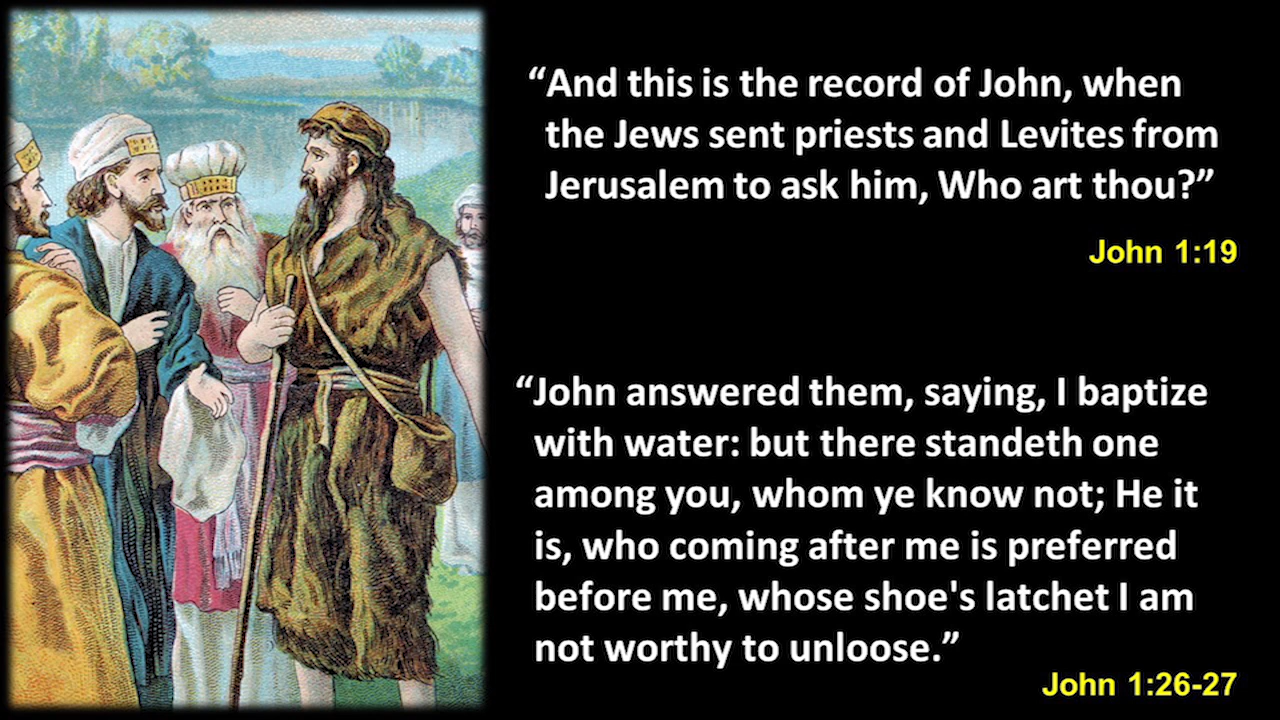 “And this is the record of John, when
the Jews sent priests and Levites from
Jerusalem to ask him, Who art thou?”
John 1:19
“John answered them, saying, I baptize
with water: but there standeth one
among you, whom ye know not; He it
is, who coming after me is preferred
before me, whose shoe's latchet I am
not worthy to unloose.”
John 1:26-27